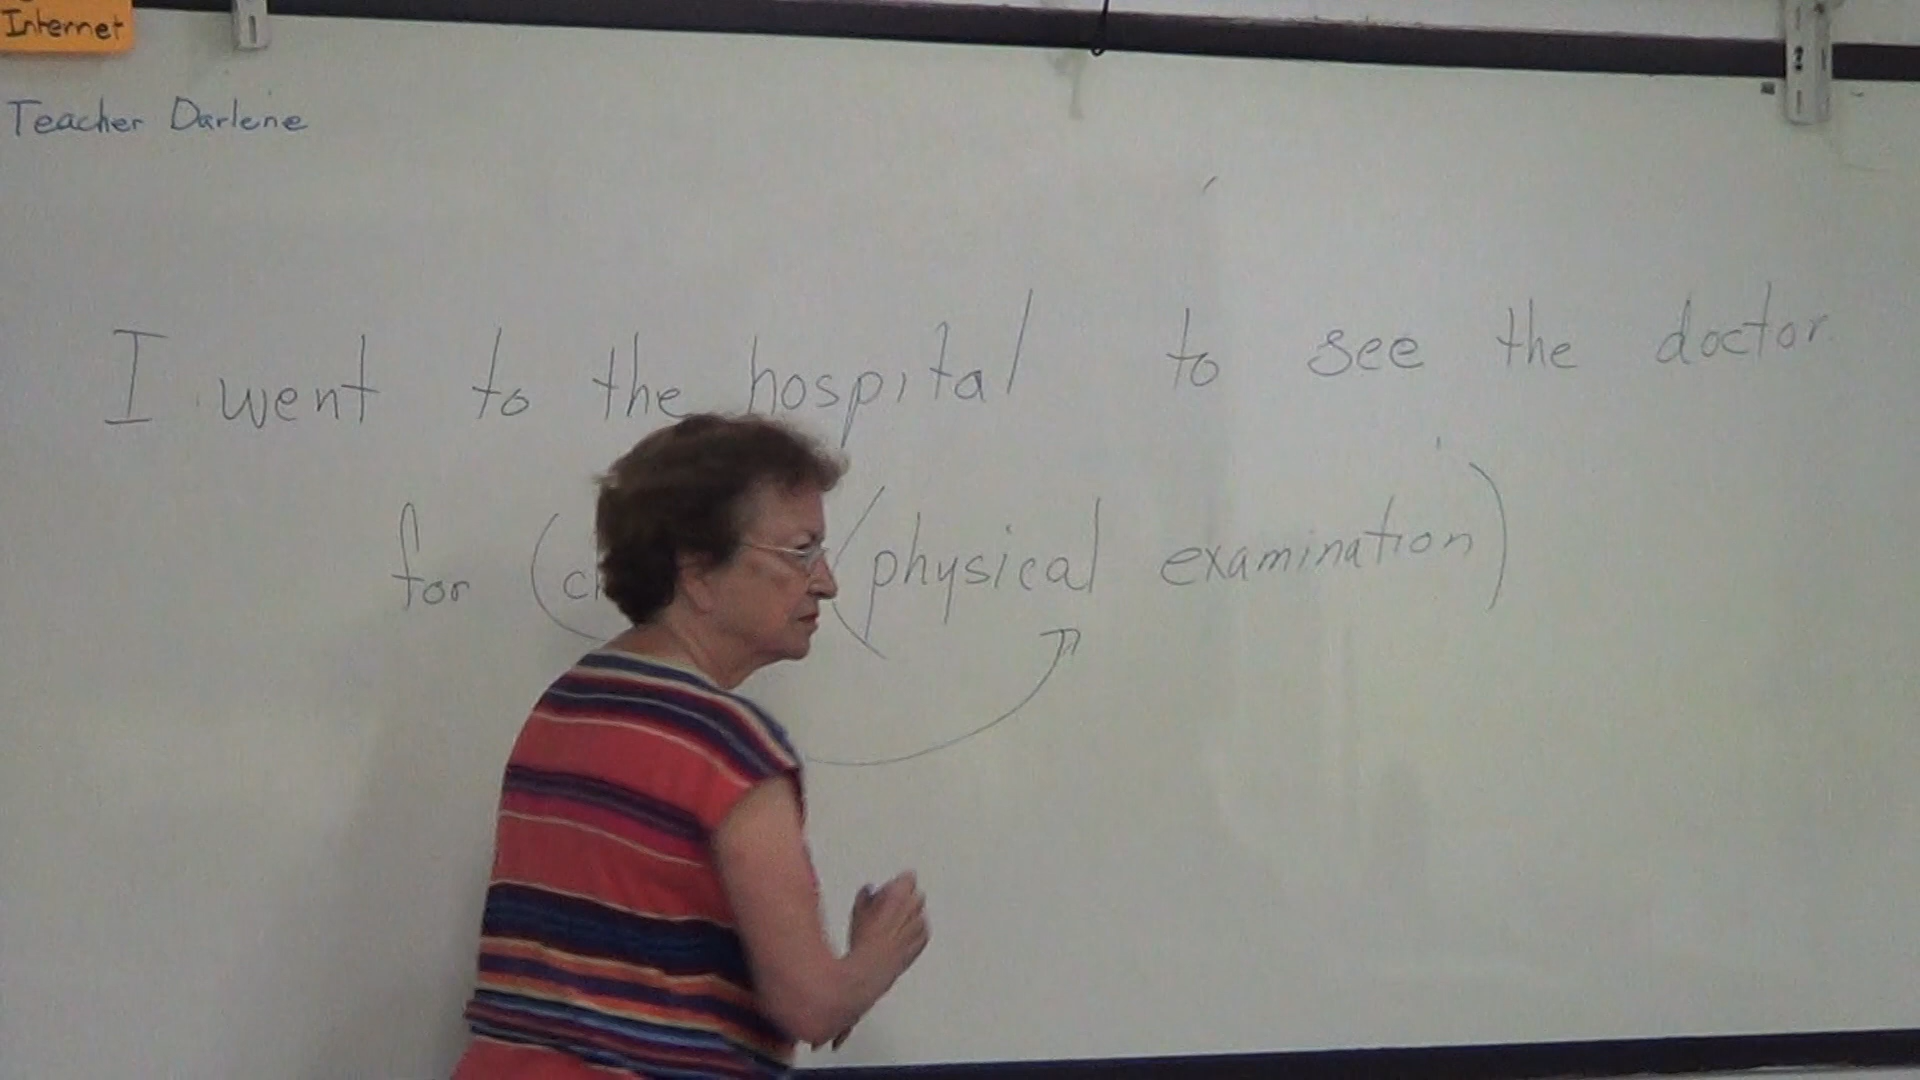 Internet
Teacher Darlene
I went to the hospital to see the doctor.
for (physical examination)